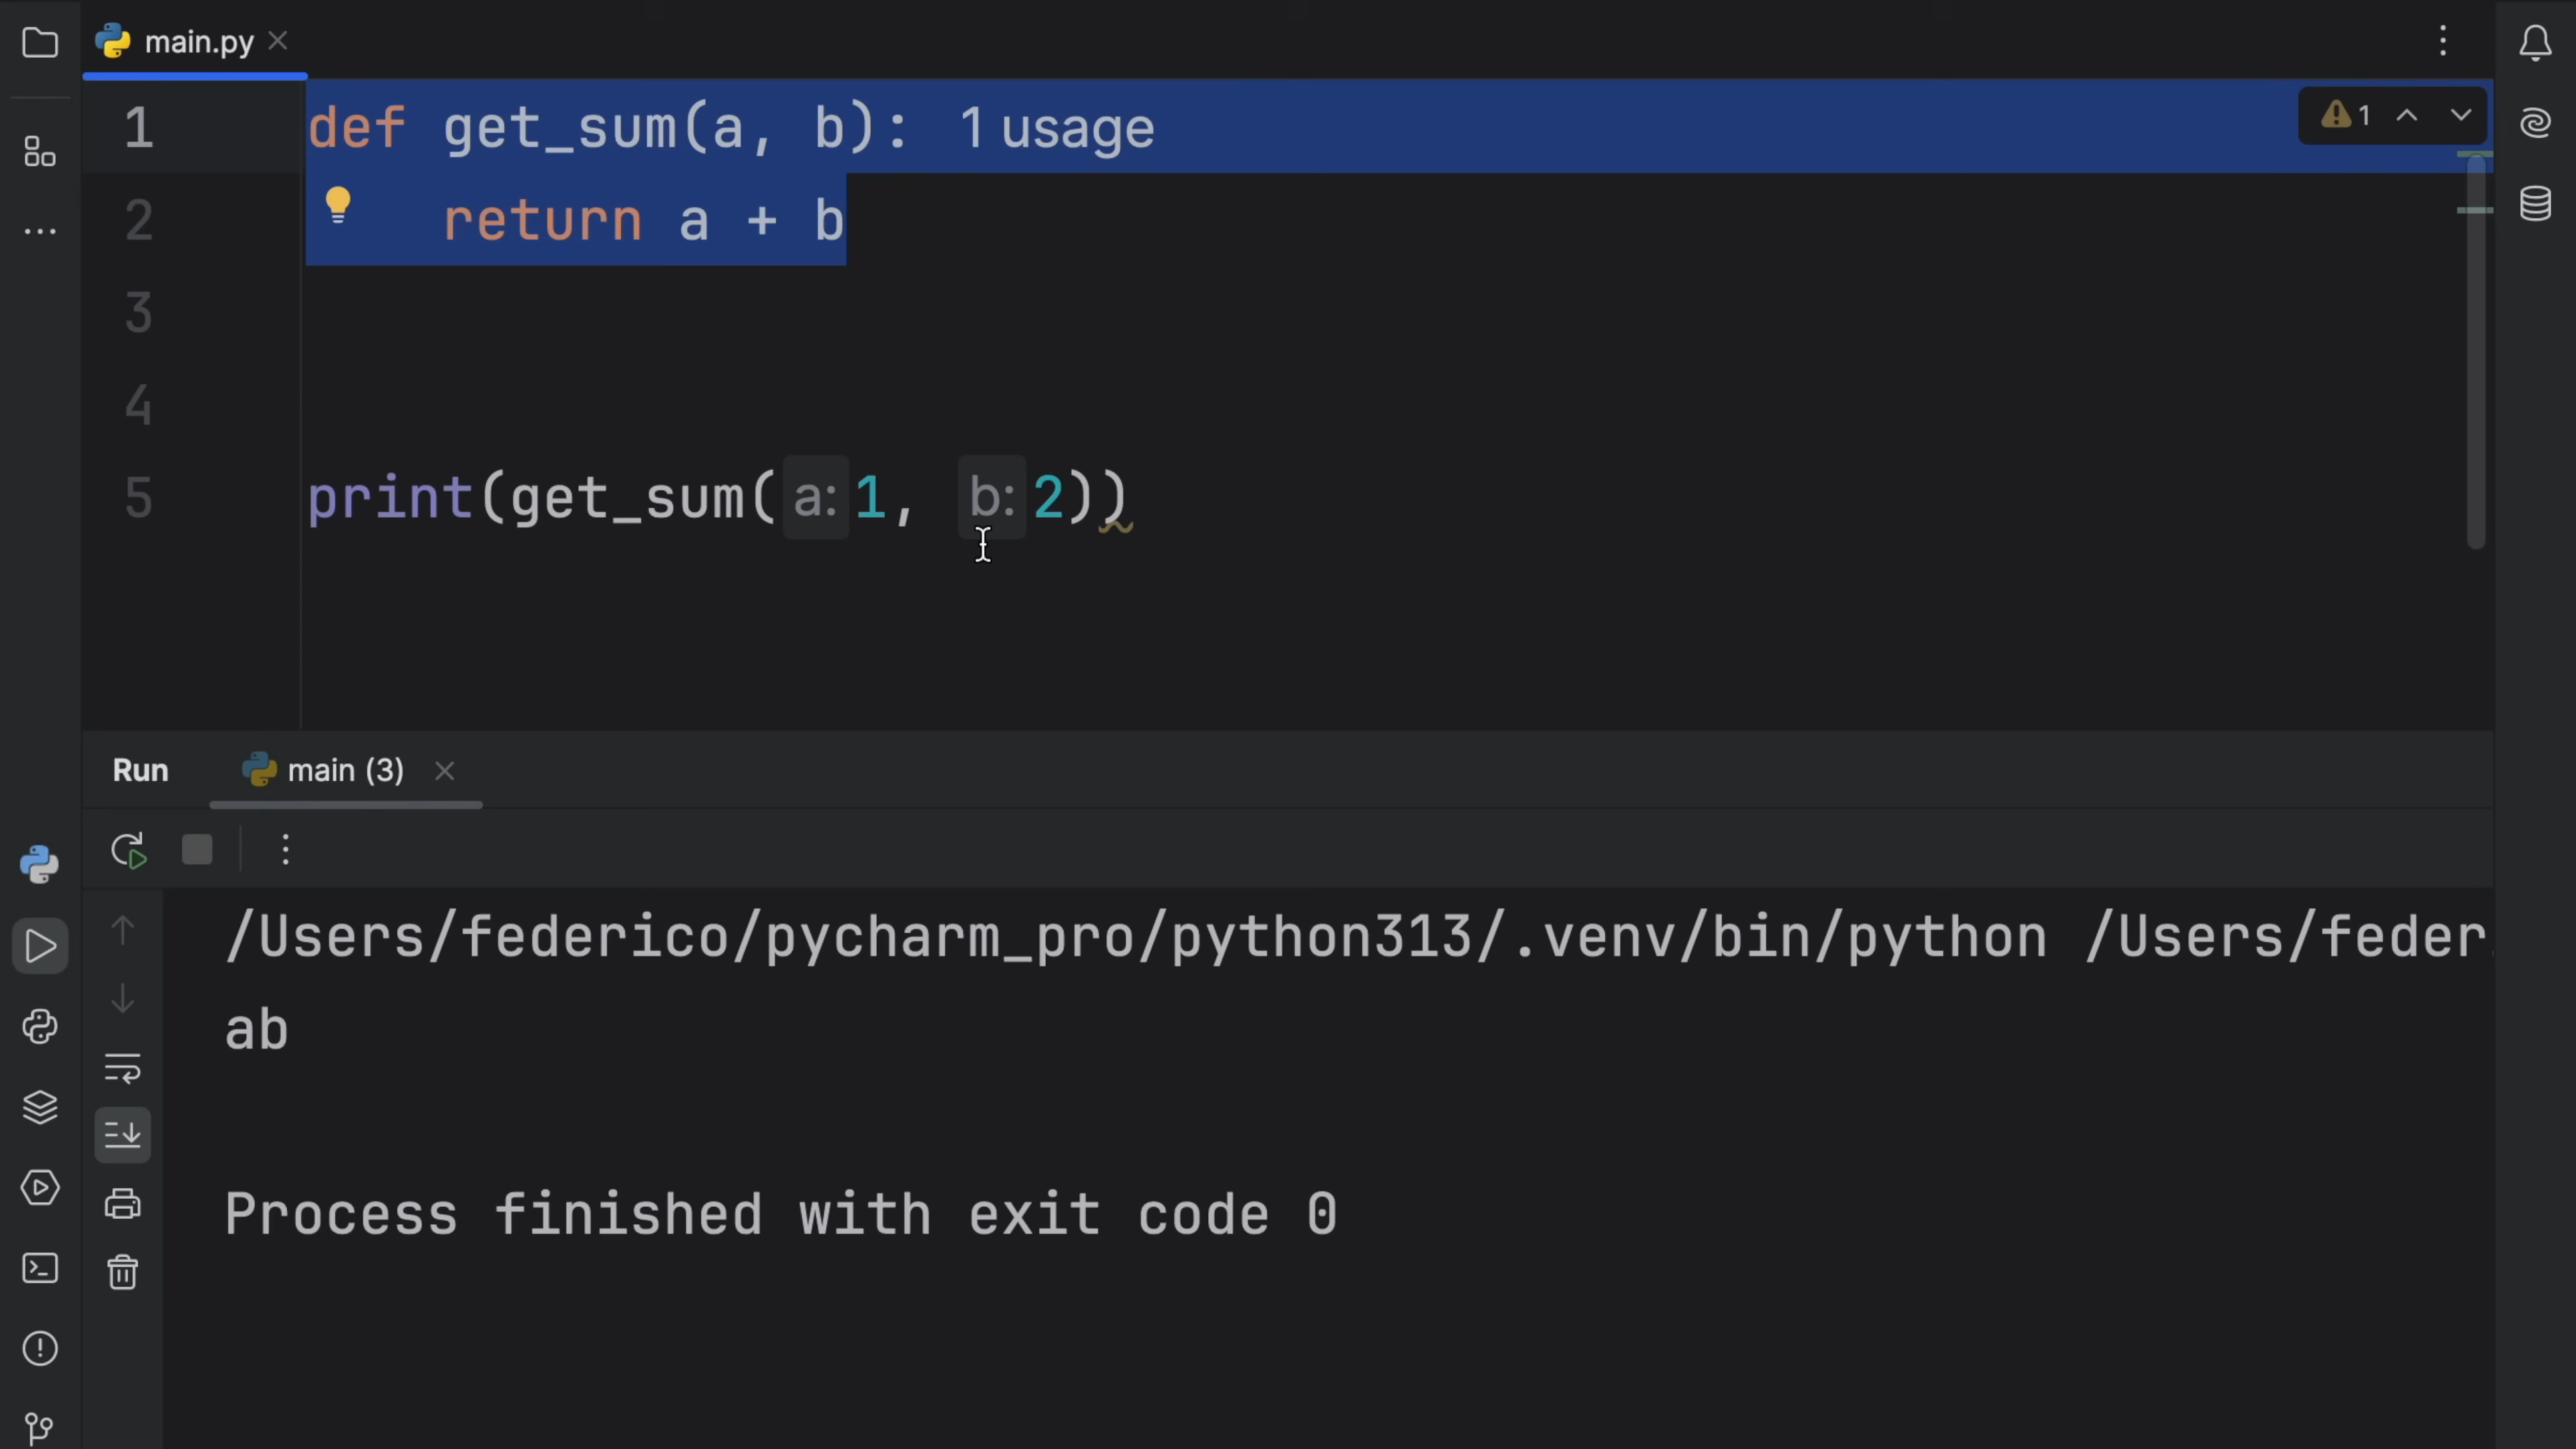 main.py
1 def get_sum(a, b): 1 usage
1
2 return a + b
3
4
5 print(get_sum(a: 1, b: 2))
Run main (3)
/Users/federico/pycharm_pro/python313/.venv/bin/python /Users/feder
ab
Process finished with exit code 0